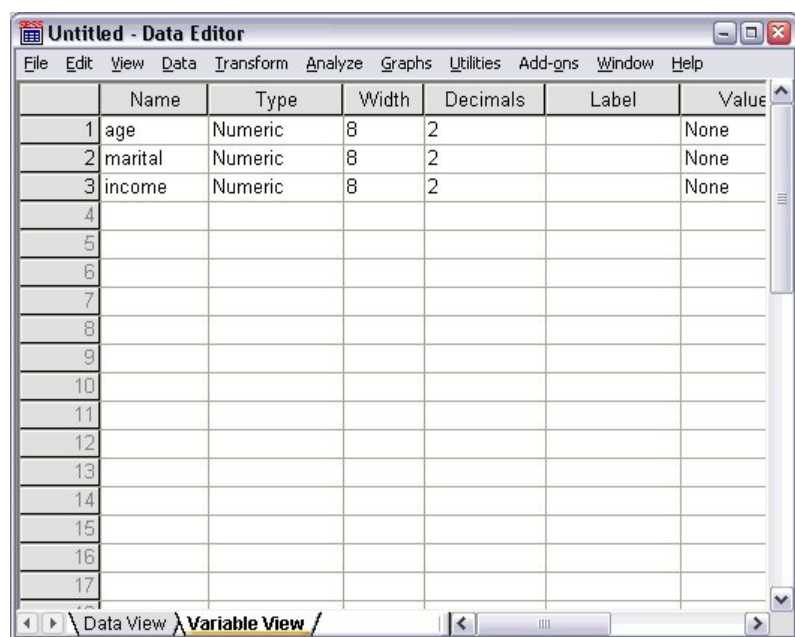 SPSS Untitled - Data Editor
File Edit View Data Transform Analyze Graphs Utilities Add-ons Window Help
Name Type Width Decimals Label Value
1 age Numeric 8 2 None
2 marital Numeric 8 2 None
3 income Numeric 8 2 None
4
5
6
7
8
9
10
11
12
13
14
15
16
17
Data View Variable View